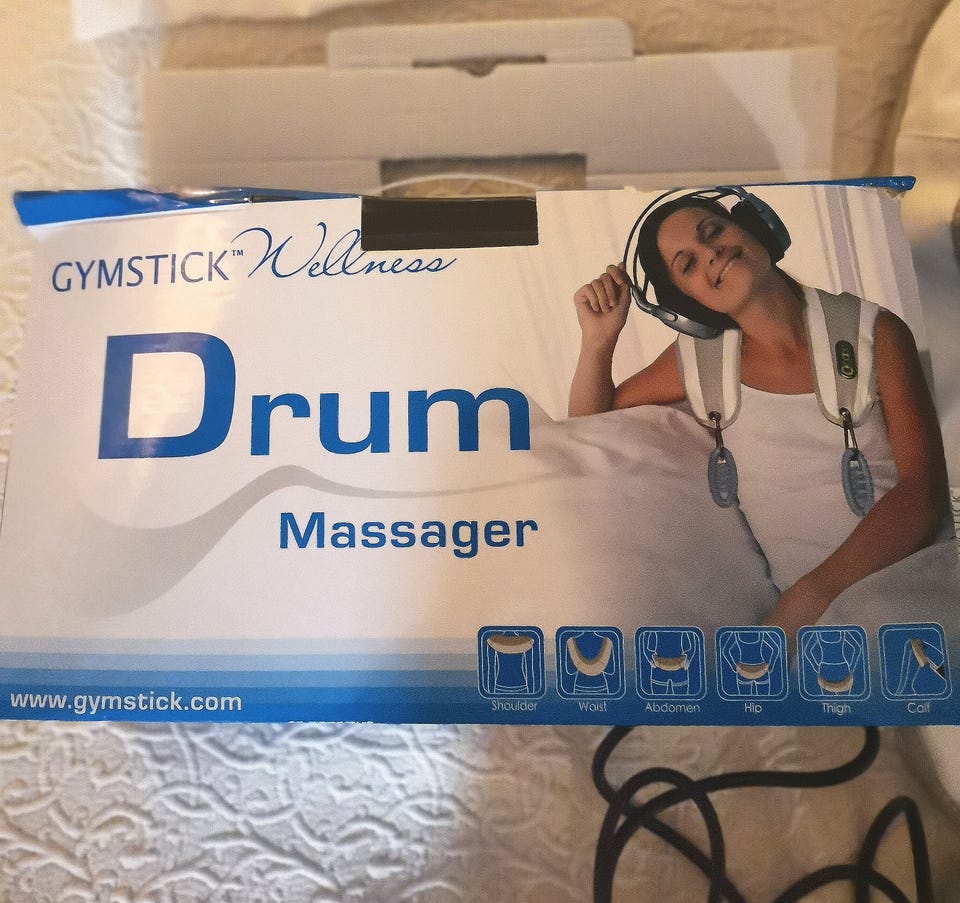 GYMSTICK™ Wellness
Drum
Massager
Shoulder Waist Abdomen Hip Thigh Calf
www.gymstick.com